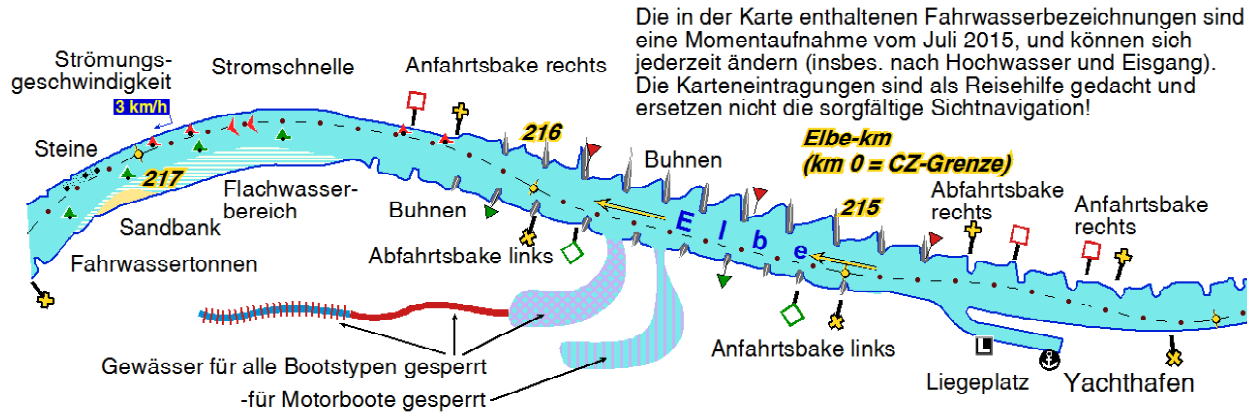 Die in der Karte enthaltenen Fahrwasserbezeichnungen sind
eine Momentaufnahme vom Juli 2015, und können sich
jederzeit ändern (insbes. nach Hochwasser und Eisgang).
Die Karteneintragungen sind als Reisehilfe gedacht und
ersetzen nicht die sorgfältige Sichtnavigation!
Strömungs-
geschwindigkeit
3 km/h
Stromschnelle
Anfahrtsbake rechts
216
Elbe-km
(km 0 = CZ-Grenze)
Buhnen
Steine
217
Flachwasser-
bereich
Sandbank
Buhnen
Elbe
215
Abfahrtsbake
rechts
Anfahrtsbake
rechts
Fahrwassertonnen
Abfahrtsbake links
Anfahrtsbake links
Gewässer für alle Bootstypen gesperrt
-für Motorboote gesperrt
Liegeplatz
Yachthafen